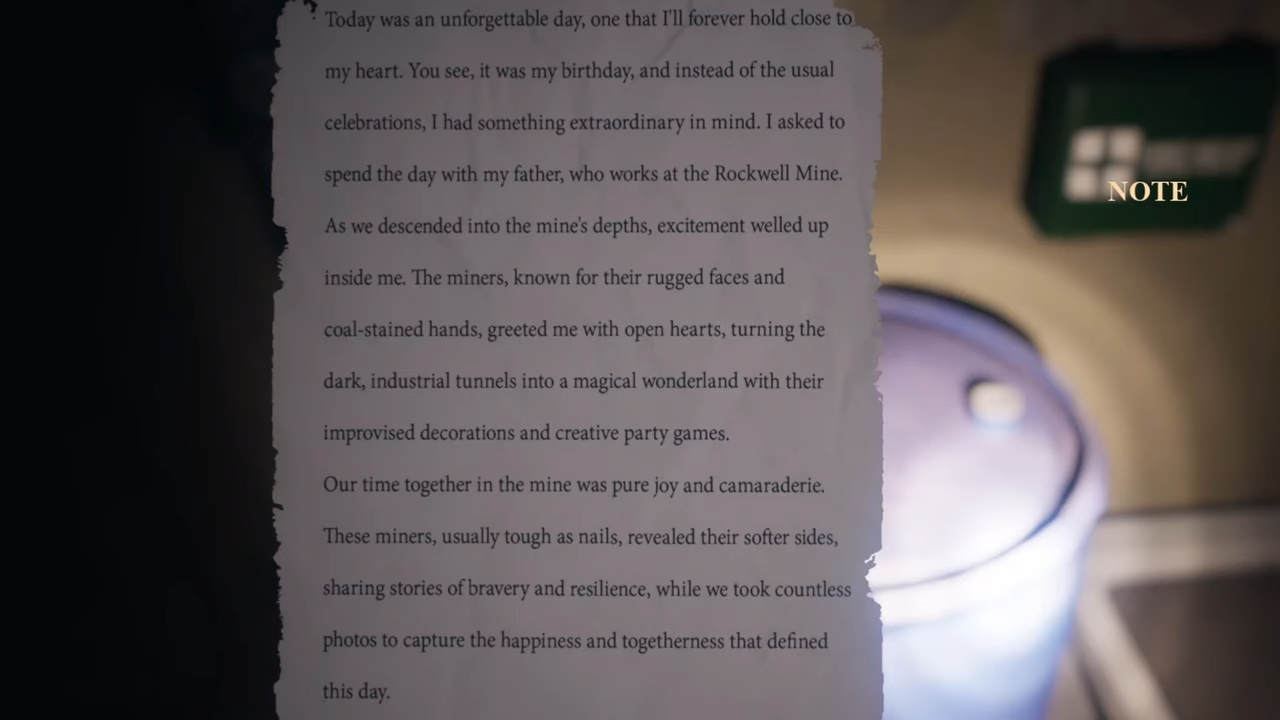 Today was an unforgettable day, one that I'll forever hold close to
my heart. You see, it was my birthday, and instead of the usual
celebrations, I had something extraordinary in mind. I asked to
spend the day with my father, who works at the Rockwell Mine.
As we descended into the mine's depths, excitement welled up
inside me. The miners, known for their rugged faces and
coal-stained hands, greeted me with open hearts, turning the
dark, industrial tunnels into a magical wonderland with their
improvised decorations and creative party games.
Our time together in the mine was pure joy and camaraderie.
These miners, usually tough as nails, revealed their softer sides,
sharing stories of bravery and resilience, while we took countless
photos to capture the happiness and togetherness that defined
this day.
NOTE